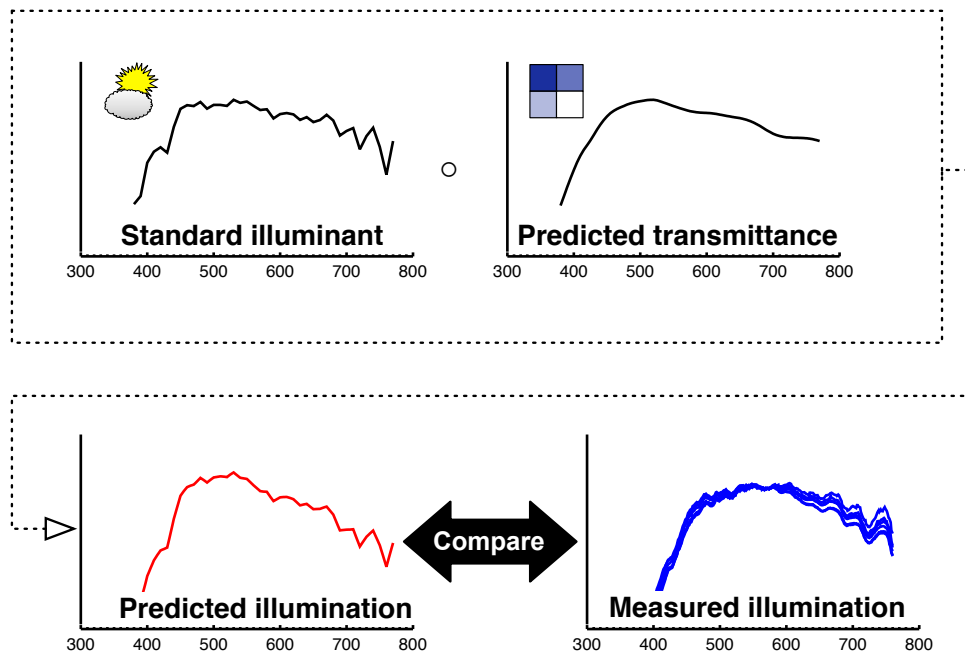 Standard illuminant
300 400 500 600 700 800
Predicted transmittance
300 400 500 600 700 800
Predicted illumination
300 400 500 600 700 800
Compare
Measured illumination
300 400 500 600 700 800